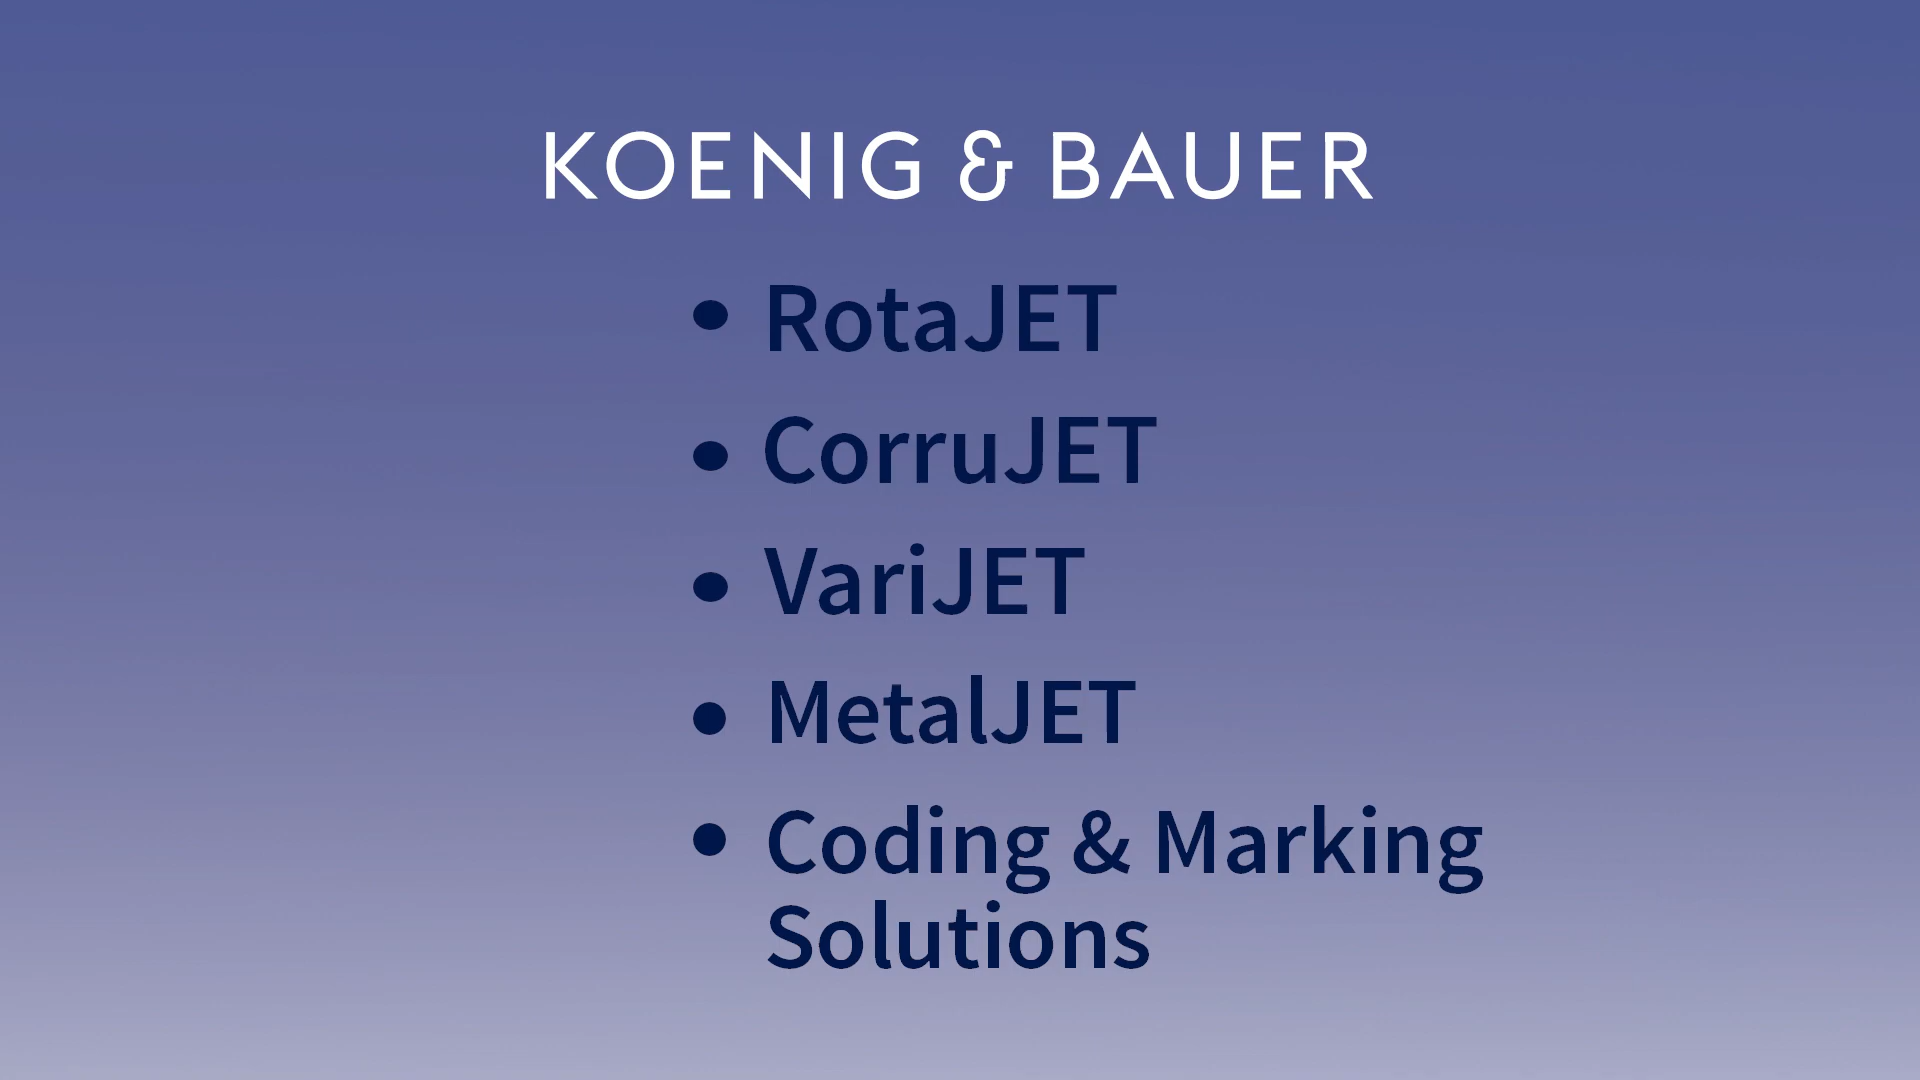 KOENIG & BAUER
• RotaJET
• CorruJET
• VariJET
• MetalJET
• Coding & Marking
Solutions